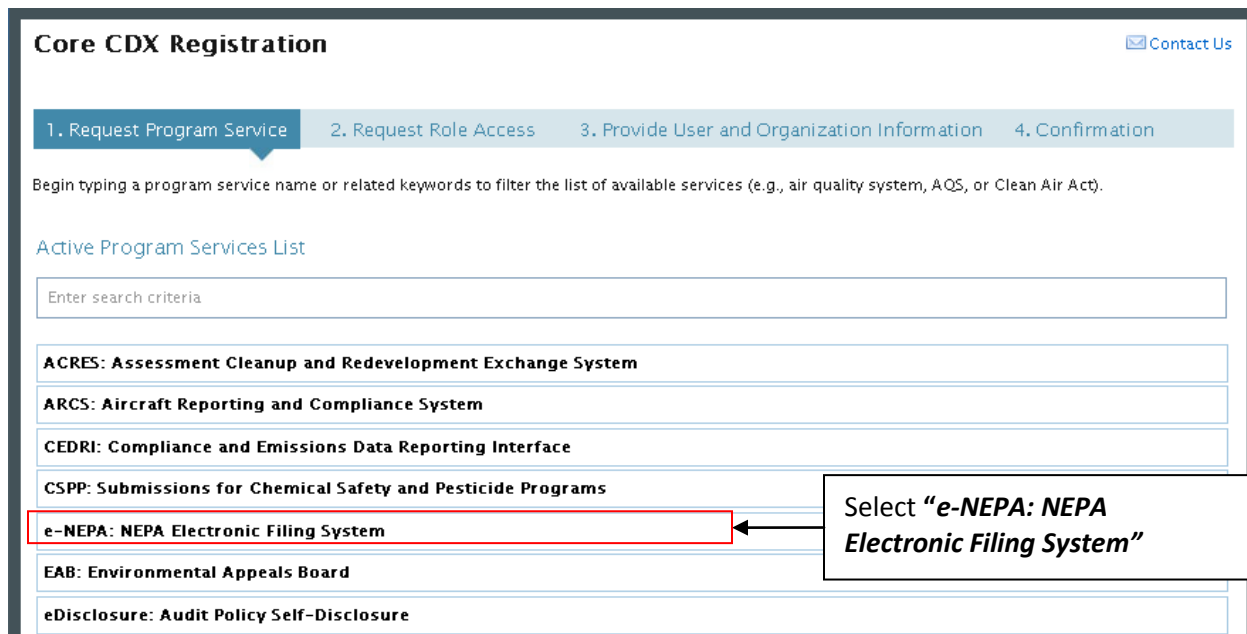 Core CDX Registration
Contact Us
1. Request Program Service 2. Request Role Access 3. Provide User and Organization Information 4. Confirmation
Begin typing a program service name or related keywords to filter the list of available services (e.g., air quality system, AQS, or Clean Air Act).
Active Program Services List
Enter search criteria
ACRES: Assessment Cleanup and Redevelopment Exchange System
ARCS: Aircraft Reporting and Compliance System
CEDRI: Compliance and Emissions Data Reporting Interface
CSPP: Submissions for Chemical Safety and Pesticide Programs
e-NEPA: NEPA Electronic Filing System
Select “e-NEPA: NEPA
Electronic Filing System”
EAB: Environmental Appeals Board
eDisclosure: Audit Policy Self-Disclosure